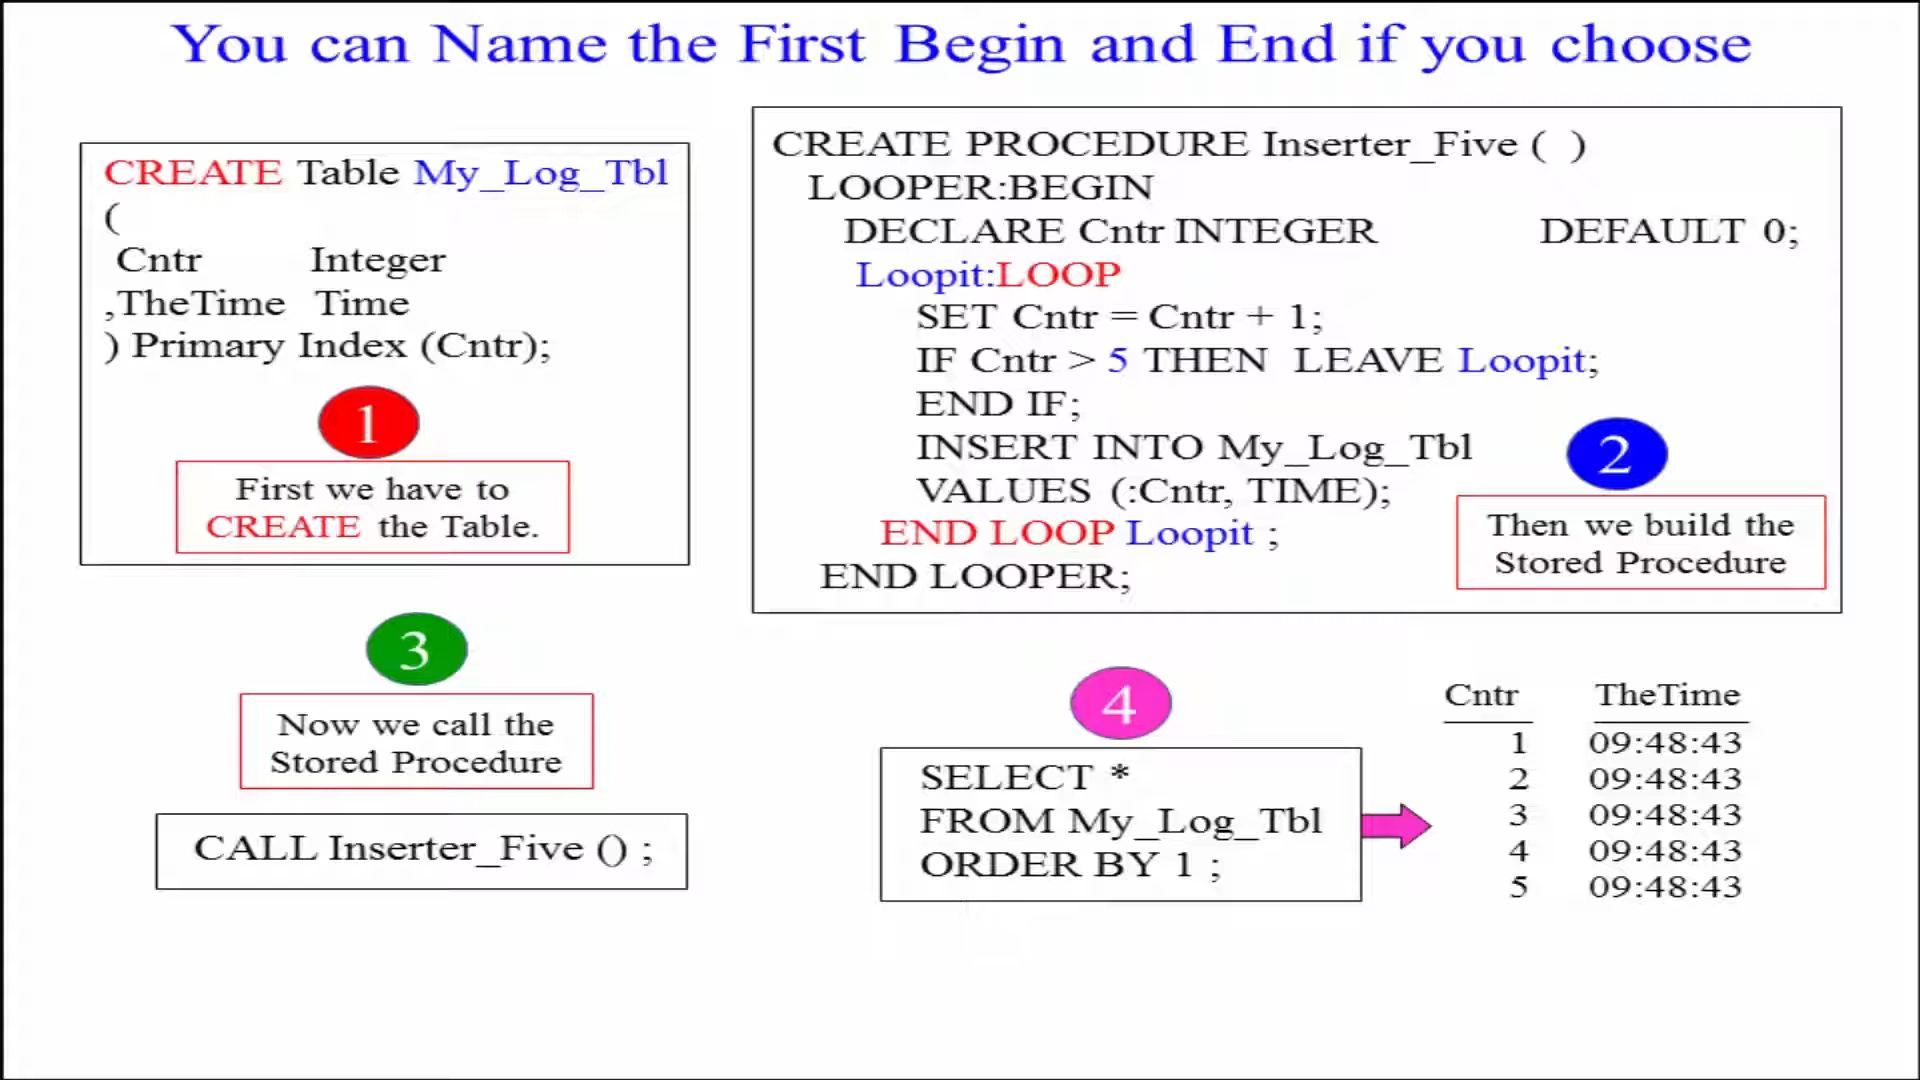 You can Name the First Begin and End if you choose
CREATE Table My_Log_Tbl
(
Cntr Integer
,TheTime Time
) Primary Index (Cntr);
1
First we have to
CREATE the Table.
CREATE PROCEDURE Inserter_Five ( )
LOOPER:BEGIN
DECLARE Cntr INTEGER DEFAULT 0;
Loopit:LOOP
SET Cntr = Cntr + 1;
IF Cntr > 5 THEN LEAVE Loopit;
END IF;
INSERT INTO My_Log_Tbl
VALUES (:Cntr, TIME);
END LOOP Loopit ;
END LOOPER;
2
Then we build the
Stored Procedure
3
Now we call the
Stored Procedure
CALL Inserter_Five () ;
4
SELECT *
FROM My_Log_Tbl
ORDER BY 1 ;
Cntr TheTime
1 09:48:43
2 09:48:43
3 09:48:43
4 09:48:43
5 09:48:43